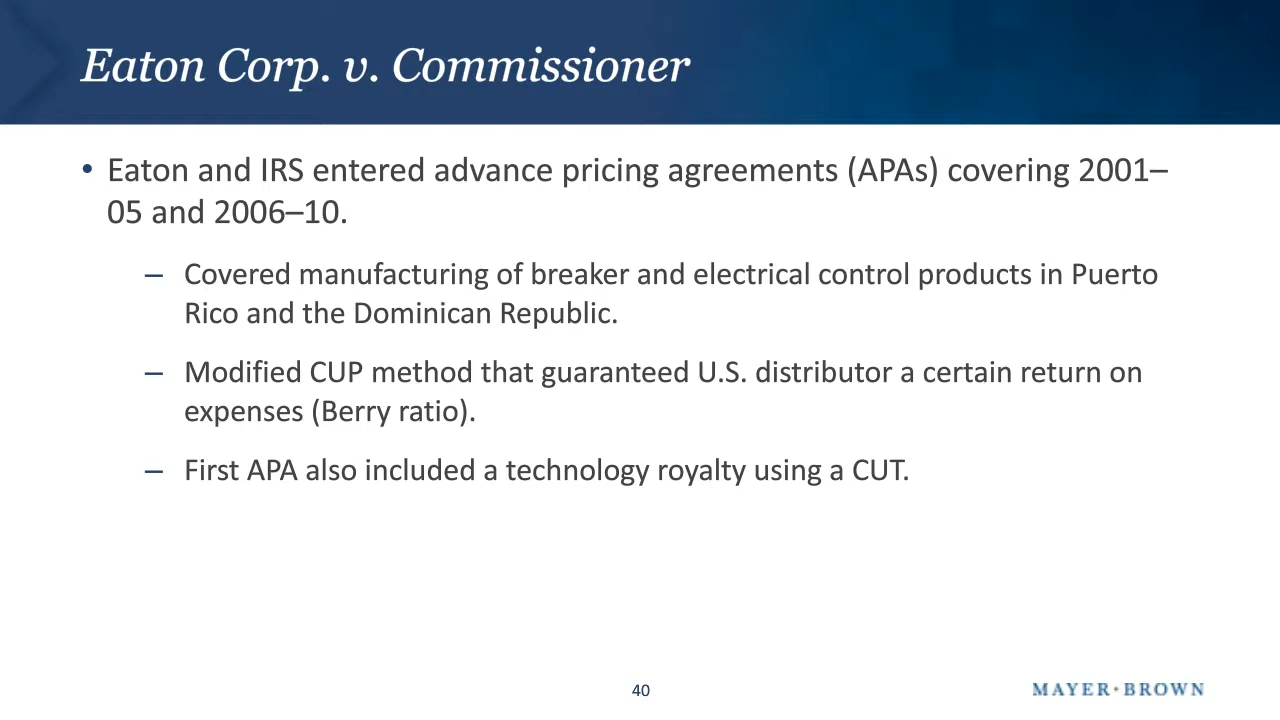 Eaton Corp. v. Commissioner
• Eaton and IRS entered advance pricing agreements (APAs) covering 2001–
05 and 2006–10.
– Covered manufacturing of breaker and electrical control products in Puerto
Rico and the Dominican Republic.
– Modified CUP method that guaranteed U.S. distributor a certain return on
expenses (Berry ratio).
– First APA also included a technology royalty using a CUT.
40
MAYER·BROWN